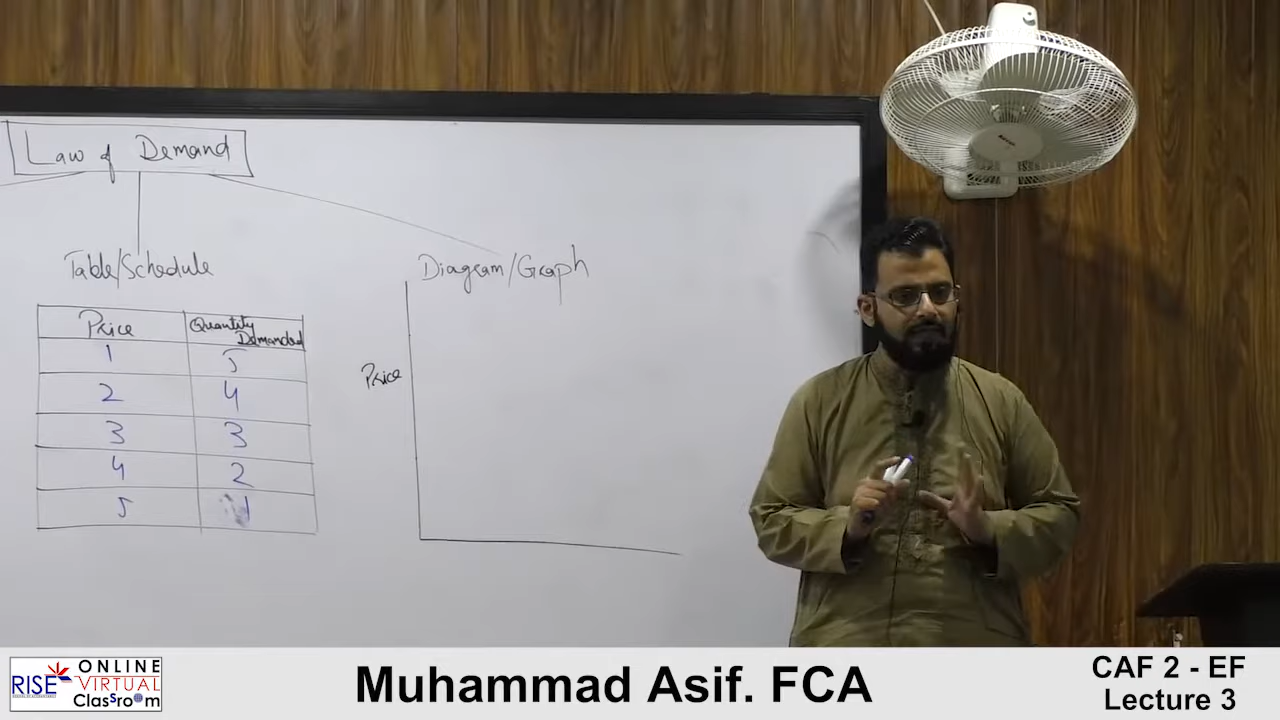 Law of Demand
Table/Schedule
Diagram/Graph
Price Quantity Demanded
1 5
2 4
3 3
4 2
5 1
Price
RISE ONLINE VIRTUAL Classroom
Muhammad Asif. FCA
CAF 2 - EF
Lecture 3